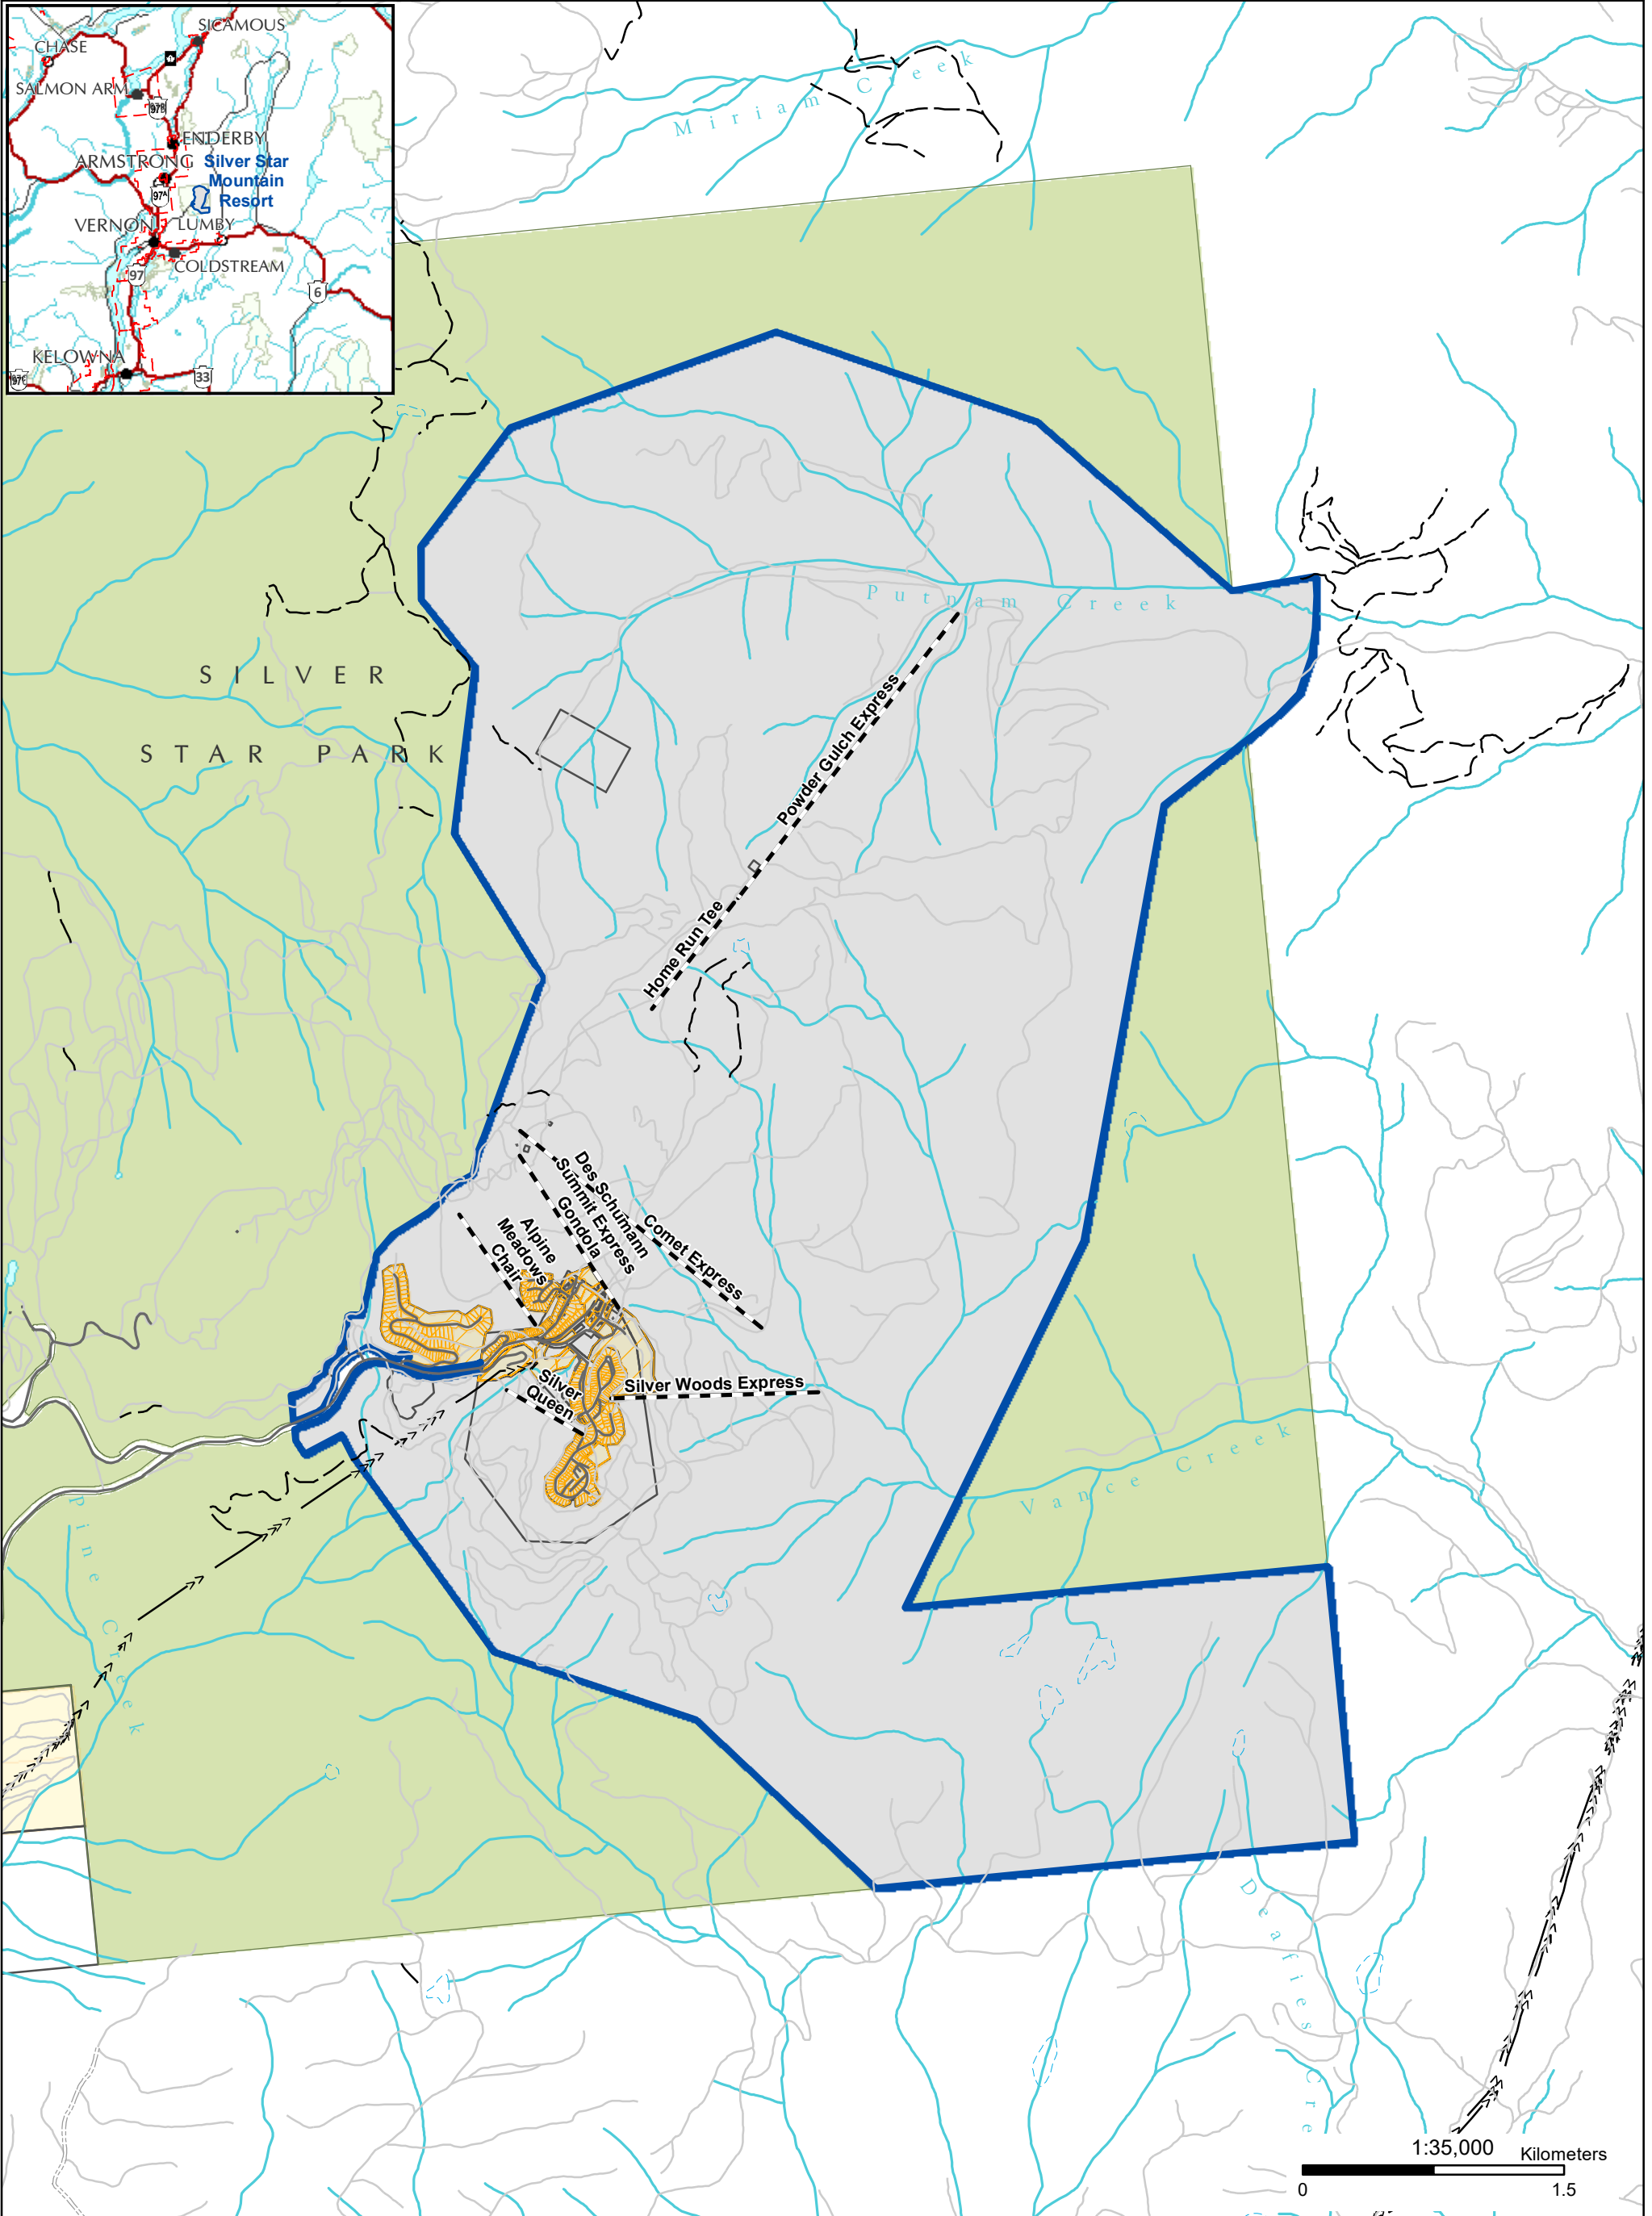 SICAMOUS
CHASE
SALMON ARM
97B
ENDERBY
ARMSTRONG
Silver Star
Mountain
Resort
97A
VERNON
LUMBY
COLDSTREAM
97
6
KELOWNA
97C
33
Miriam Creek
Putnam Creek
SILVER
STAR PARK
Powder Gulch Express
Home Run Tee
Des Schumann
Summit Express
Gondola
Comet Express
Alpine
Meadows
Chair
Silver Woods Express
Silver
Queen
Vance Creek
Pine Creek
Deafies Cre
1:35,000
Kilometers
0
1.5